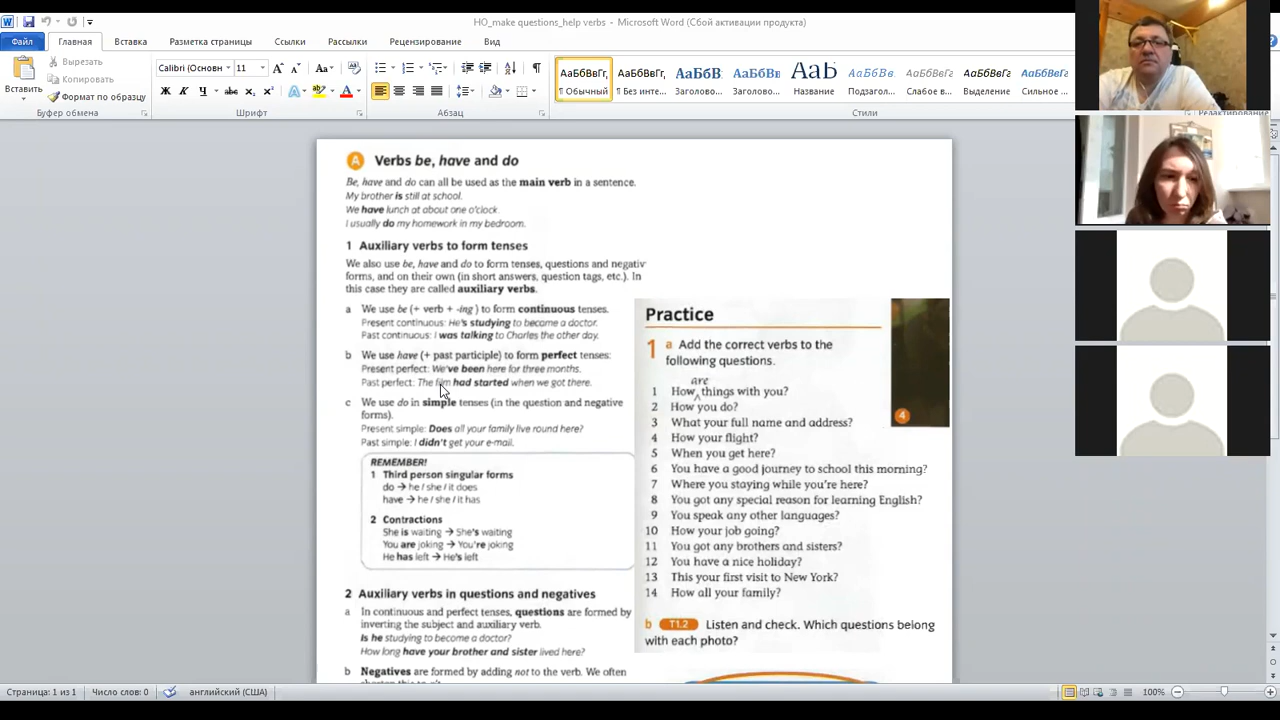 HO_make questions_help verbs - Microsoft Word (Сбой активации продукта)
Файл Главная Вставка Разметка страницы Ссылки Рассылки Рецензирование Вид
Вставить
Вырезать
Копировать
Формат по образцу
Буфер обмена
Calibri (Основн 11
Шрифт
Абзац
АаБбВгГг, АаБбВгГг, АаБбВ АаБбВ АаБ АаБбВ АаБбВвГг АаБбВвГг АаБбВ
¶ Обычный ¶ Без инте... Заголово... Заголово... Название Подзагол... Слабое в... Выделение Сильное ...
Стили
Редактирование
A Verbs be, have and do
Be, have and do can all be used as the main verb in a sentence.
My brother is still at school.
We have lunch at about one o'clock.
I usually do my homework in my bedroom.
1 Auxiliary verbs to form tenses
We also use be, have and do to form tenses, questions and negativ
forms, and on their own (in short answers, question tags, etc.). In
this case they are called auxiliary verbs.
a We use be (+ verb + -ing) to form continuous tenses.
Present continuous: He's studying to become a doctor.
Past continuous: I was talking to Charles the other day.
b We use have (+ past participle) to form perfect tenses:
Present perfect: We've been here for three months.
Past perfect: The film had started when we got there.
c We use do in simple tenses (in the question and negative
forms).
Present simple: Does all your family live round here?
Past simple: I didn't get your e-mail.
REMEMBER!
1 Third person singular forms
do → he / she / it does
have → he / she / it has
2 Contractions
She is waiting → She's waiting
You are joking → You're joking
He has left → He's left
2 Auxiliary verbs in questions and negatives
a In continuous and perfect tenses, questions are formed by
inverting the subject and auxiliary verb.
Is he studying to become a doctor?
How long have your brother and sister lived here?
b Negatives are formed by adding not to the verb. We often
Practice
1 a Add the correct verbs to the
following questions.
are
1 How things with you?
2 How you do?
3 What your full name and address?
4 How your flight?
5 When you get here?
6 You have a good journey to school this morning?
7 Where you staying while you're here?
8 You got any special reason for learning English?
9 You speak any other languages?
10 How your job going?
11 You got any brothers and sisters?
12 You have a nice holiday?
13 This your first visit to New York?
14 How all your family?
4
b T1.2 Listen and check. Which questions belong
with each photo?
Страница: 1 из 1 Число слов: 0 английский (США) 100%